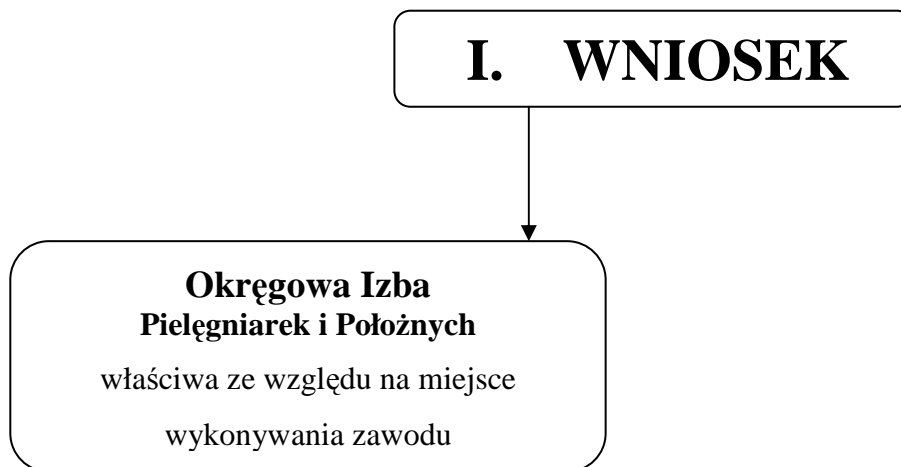 I. WNIOSEK
Okręgowa Izba
Pielęgniarek i Położnych
właściwa ze względu na miejsce
wykonywania zawodu